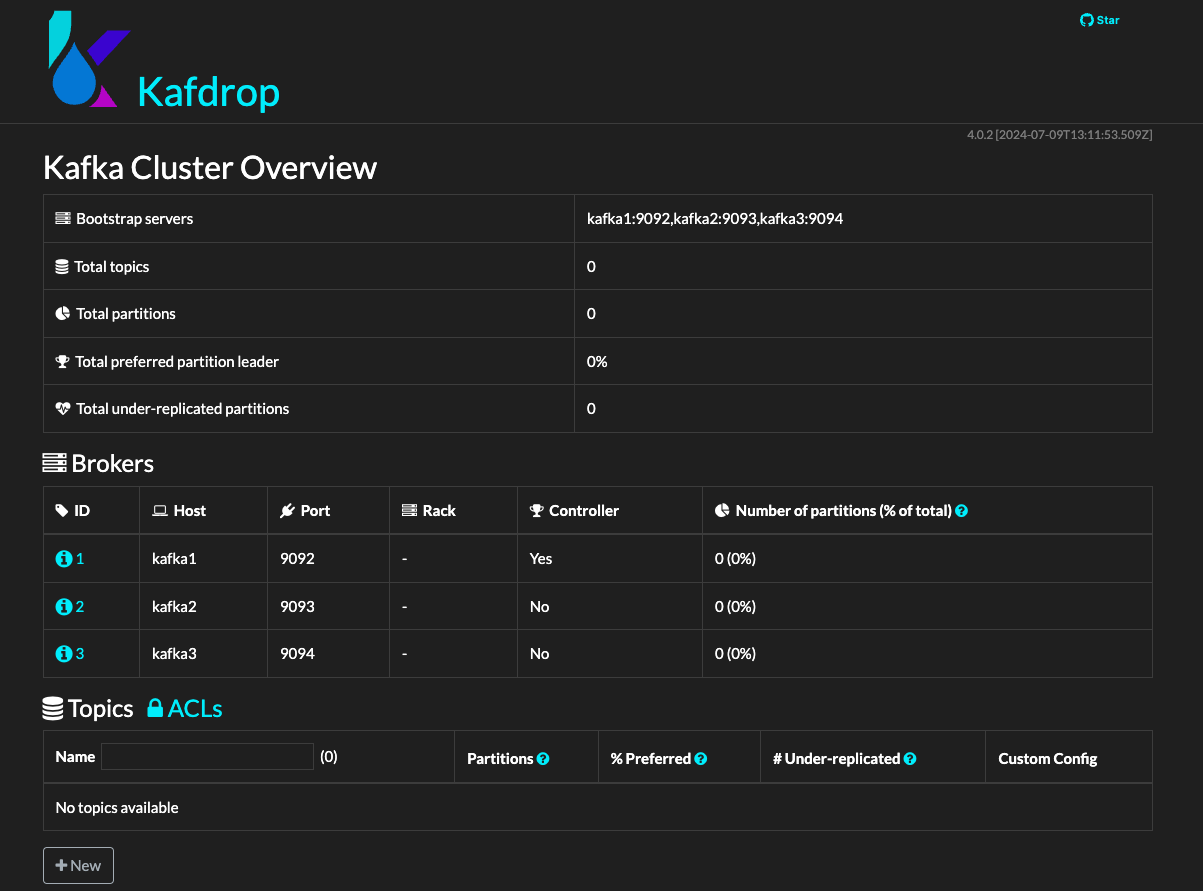 Star
Kafdrop
4.0.2 [2024-07-09T13:11:53.509Z]
Kafka Cluster Overview
Bootstrap servers kafka1:9092,kafka2:9093,kafka3:9094
Total topics 0
Total partitions 0
Total preferred partition leader 0%
Total under-replicated partitions 0
Brokers
ID Host Port Rack Controller Number of partitions (% of total) ?
1 kafka1 9092 - Yes 0 (0%)
2 kafka2 9093 - No 0 (0%)
3 kafka3 9094 - No 0 (0%)
Topics ACLs
Name (0) Partitions ? % Preferred ? # Under-replicated ? Custom Config
No topics available
+ New